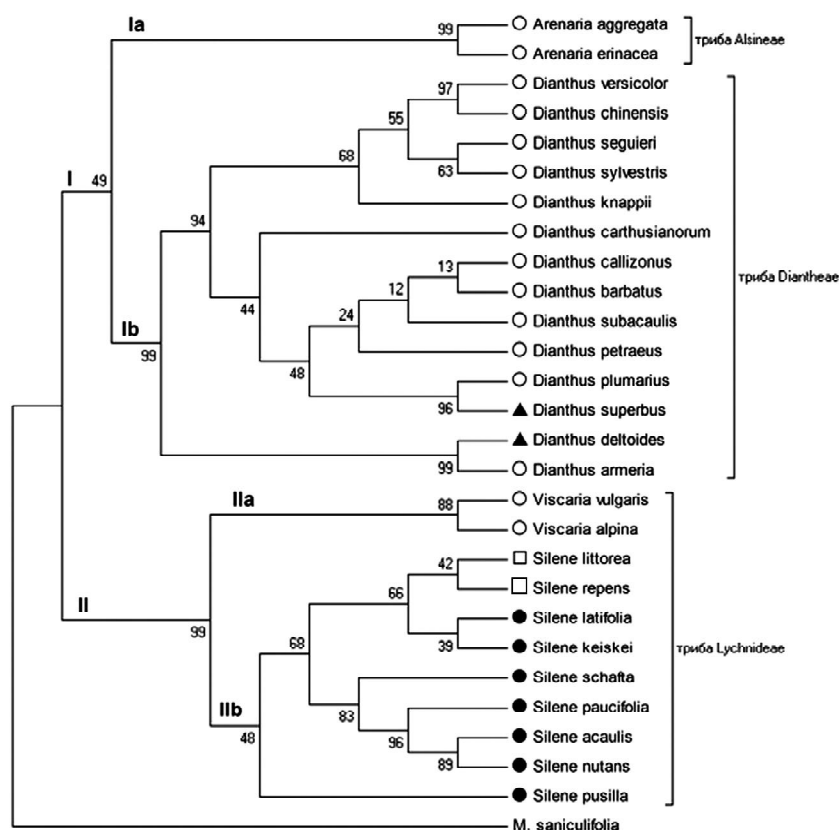 Ia
99
Arenaria aggregata
Arenaria erinacea
триба Alsineae
97
Dianthus versicolor
Dianthus chinensis
55
Dianthus seguieri
63
Dianthus sylvestris
68
Dianthus knappii
I
49
94
Dianthus carthusianorum
13
Dianthus callizonus
триба Diantheae
12
Dianthus barbatus
44
Dianthus subacaulis
24
Ib
99
Dianthus petraeus
48
Dianthus plumarius
96
Dianthus superbus
Dianthus deltoides
99
Dianthus armeria
IIa
88
Viscaria vulgaris
Viscaria alpina
42
Silene littorea
66
Silene repens
II
99
Silene latifolia
39
Silene keiskei
68
триба Lychnideae
Silene schafta
83
Silene paucifolia
IIb
48
96
Silene acaulis
89
Silene nutans
Silene pusilla
M. saniculifolia